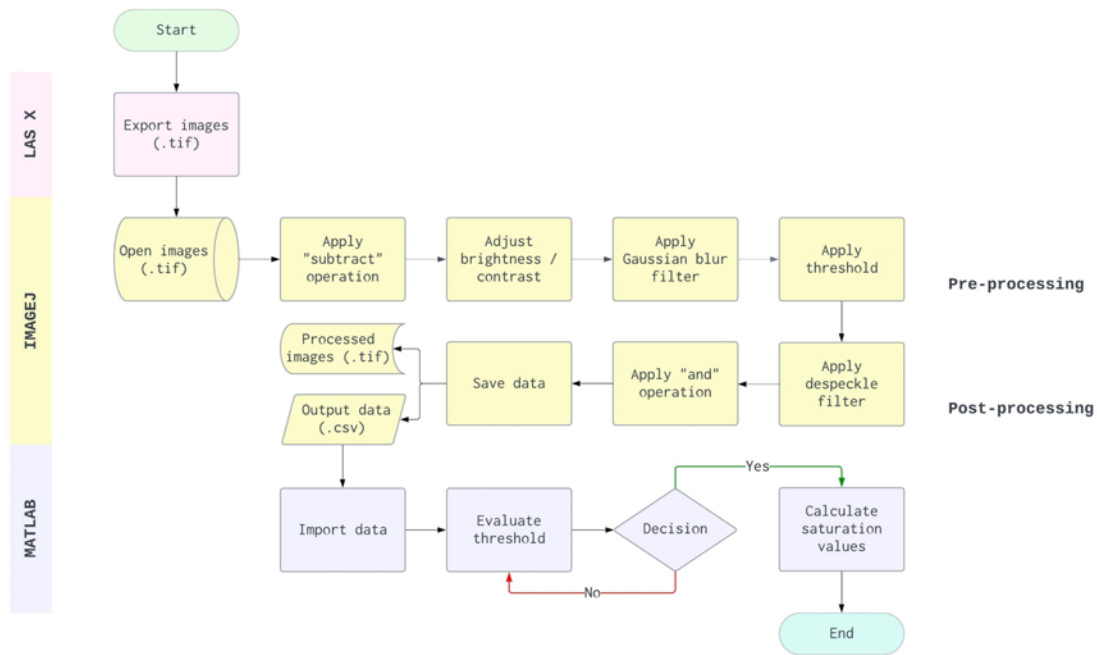 Start
LAS X
Export images
(.tif)
IMAGEJ
Open images
(.tif)
Apply
"subtract"
operation
Adjust
brightness /
contrast
Apply
Gaussian blur
filter
Apply
threshold
Pre-processing
Processed
images (.tif)
Output data
(.csv)
Save data
Apply "and"
operation
Apply
despeckle
filter
Post-processing
MATLAB
Import data
Evaluate
threshold
Decision
Yes
No
Calculate
saturation
values
End